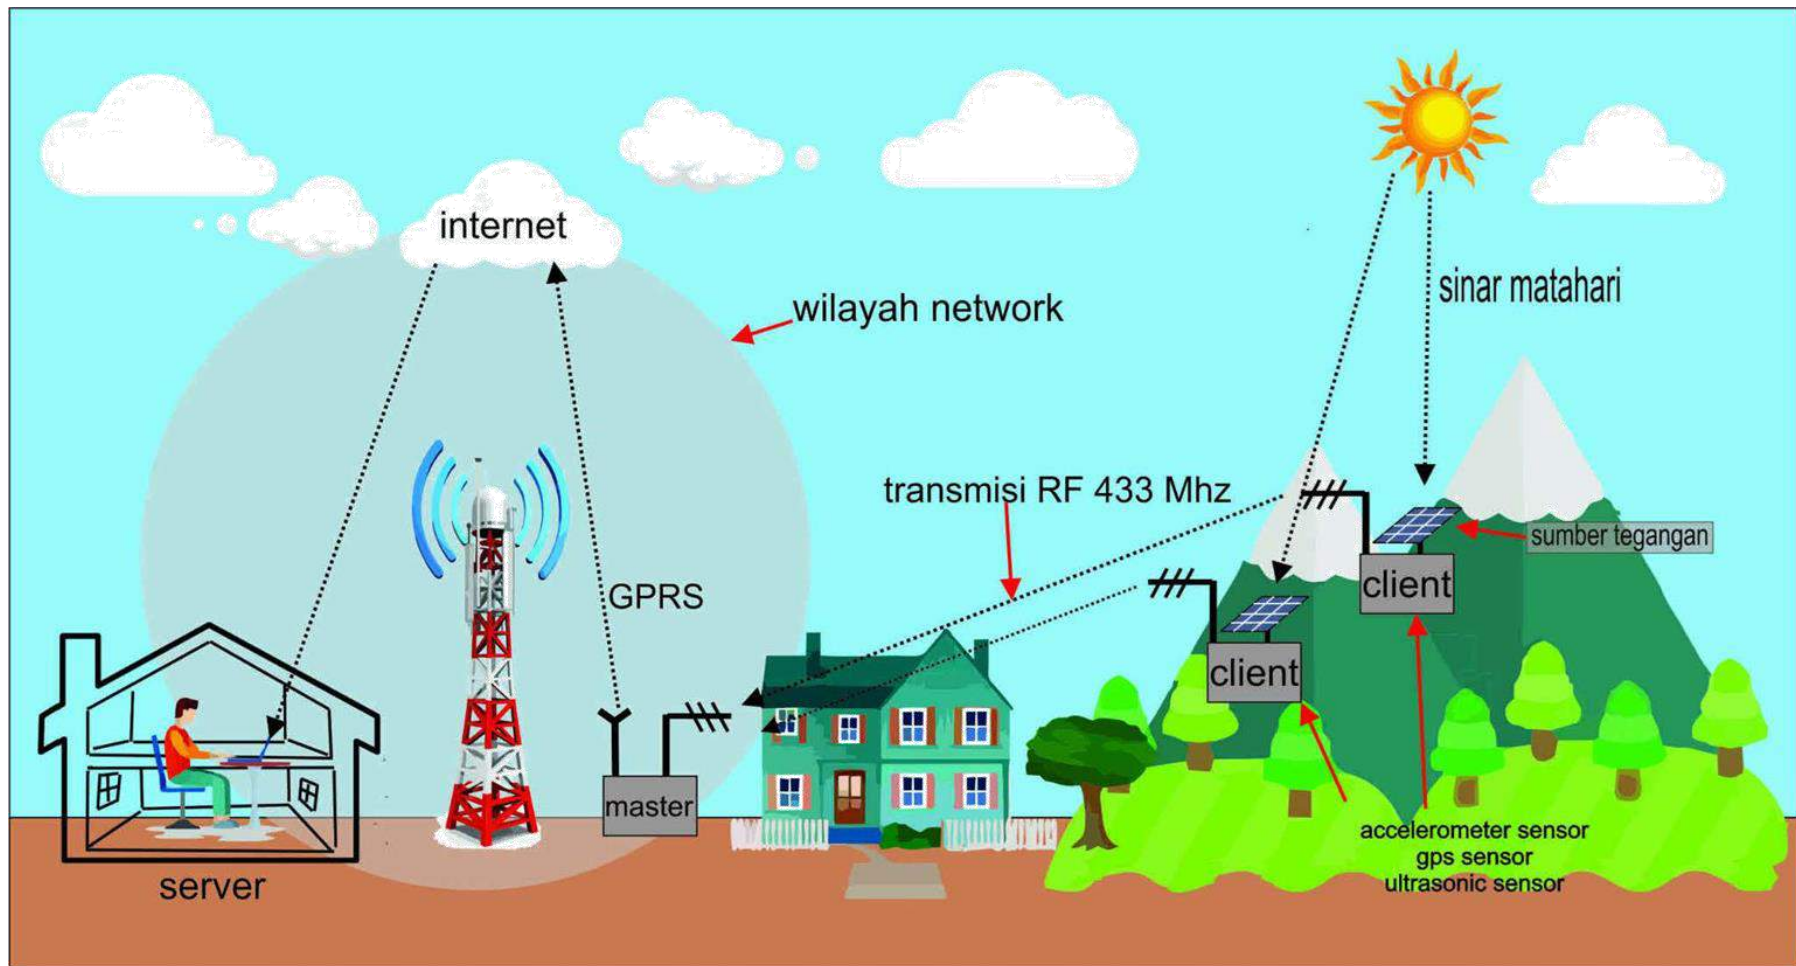 internet
wilayah network
sinar matahari
transmisi RF 433 Mhz
sumber tegangan
client
GPRS
client
master
accelerometer sensor
gps sensor
ultrasonic sensor
server